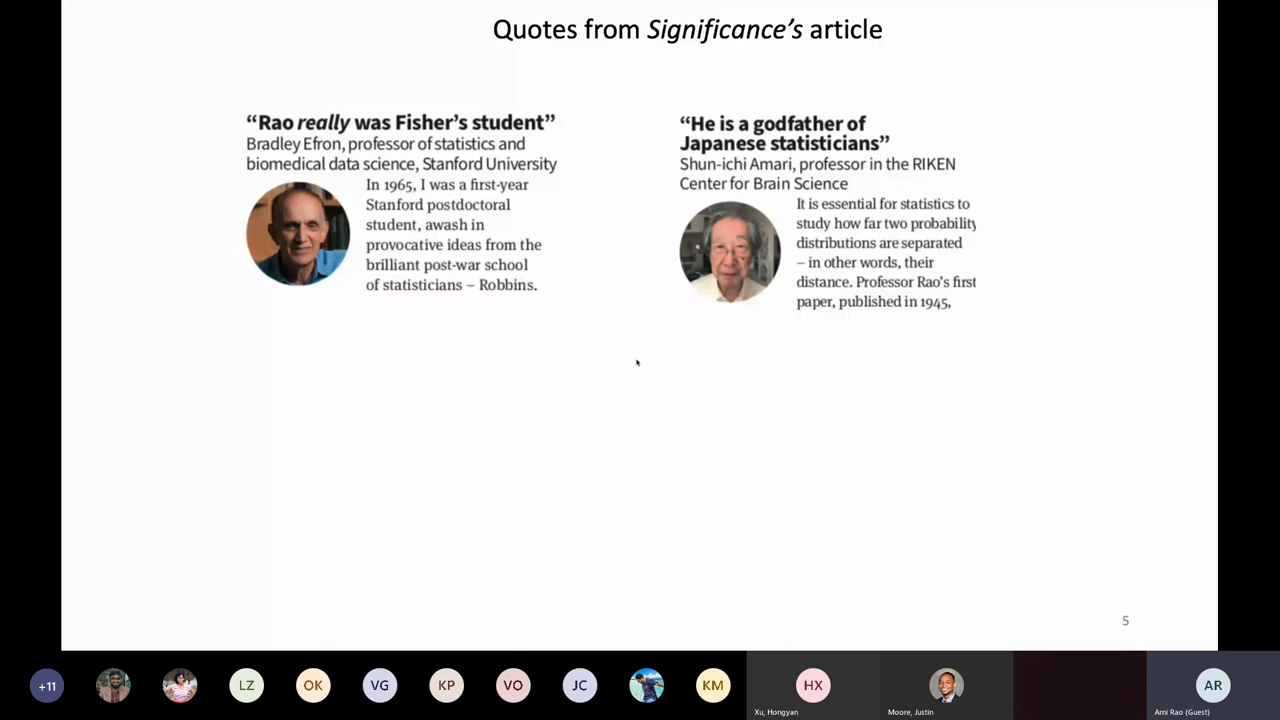 Quotes from Significance’s article
“Rao really was Fisher’s student”
Bradley Efron, professor of statistics and
biomedical data science, Stanford University
In 1965, I was a first-year
Stanford postdoctoral
student, awash in
provocative ideas from the
brilliant post-war school
of statisticians – Robbins.
“He is a godfather of
Japanese statisticians”
Shun-ichi Amari, professor in the RIKEN
Center for Brain Science
It is essential for statistics to
study how far two probability
distributions are separated
– in other words, their
distance. Professor Rao’s first
paper, published in 1945,
5
+11
LZ
OK
VG
KP
VO
JC
KM
HX
Xu, Hongyan
Moore, Justin
AR
Arni Rao (Guest)